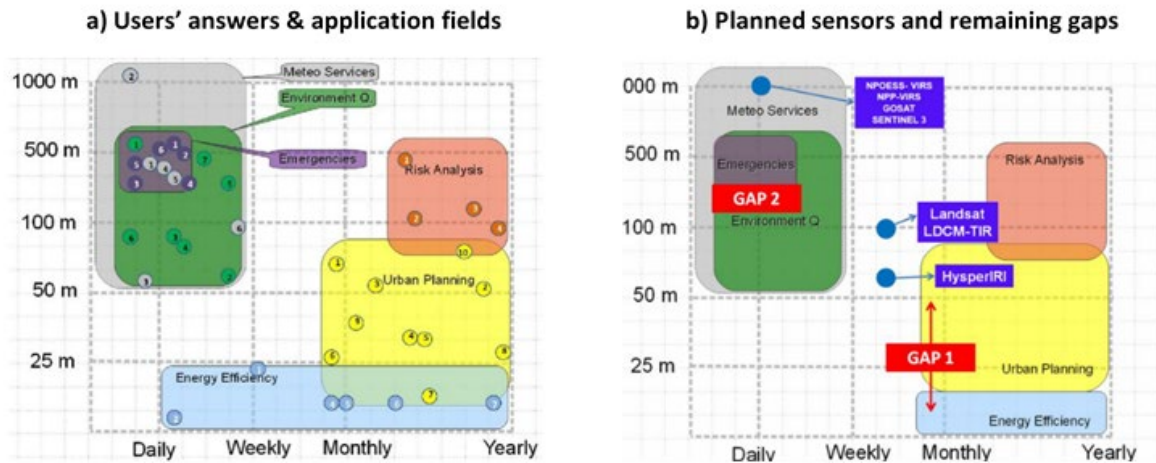 a) Users' answers & application fields
1000 m
500 m
100 m
50 m
25 m
Meteo Services
Environment Q
Emergencies
Risk Analysis
Urban Planning
Energy Efficiency
Daily
Weekly
Monthly
Yearly
b) Planned sensors and remaining gaps
000 m
500 m
100 m
50 m
25 m
NPOESS- VIRS
NPP-VIRS
GOSAT
SENTINEL 3
Meteo Services
Emergencies
GAP 2
Environment Q
Risk Analysis
Landsat
LDCM-TIR
HysperIRI
GAP 1
Urban Planning
Energy Efficiency
Daily
Weekly
Monthly
Yearly